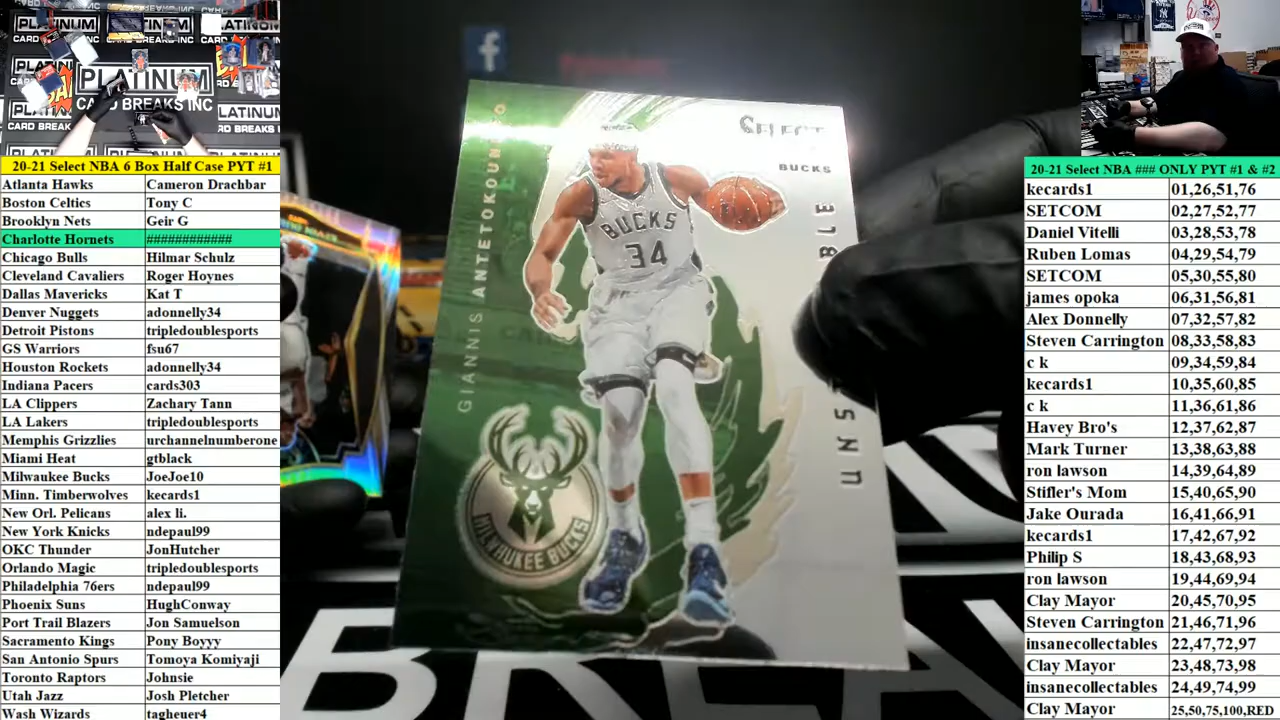 PLATINUM
CARD BREAKS INC
20-21 Select NBA 6 Box Half Case PYT #1
Atlanta Hawks Cameron Drachbar
Boston Celtics Tony C
Brooklyn Nets Geir G
Charlotte Hornets ############
Chicago Bulls Hilmar Schulz
Cleveland Cavaliers Roger Hoynes
Dallas Mavericks Kat T
Denver Nuggets adonnelly34
Detroit Pistons tripledoublesports
GS Warriors fsu67
Houston Rockets adonnelly34
Indiana Pacers cards303
LA Clippers Zachary Tann
LA Lakers tripledoublesports
Memphis Grizzlies urchannelnumberone
Miami Heat gtblack
Milwaukee Bucks JoeJoe10
Minn. Timberwolves kecards1
New Orl. Pelicans alex li.
New York Knicks ndepaul99
OKC Thunder JonHutcher
Orlando Magic tripledoublesports
Philadelphia 76ers ndepaul99
Phoenix Suns HughConway
Port Trail Blazers Jon Samuelson
Sacramento Kings Pony Boyyy
San Antonio Spurs Tomoya Komiyaji
Toronto Raptors Johnsie
Utah Jazz Josh Pletcher
Wash Wizards tagheuer4
SELECT
BUCKS
GIANNIS ANTETOKOUNMPO
BUCKS
34
MILWAUKEE BUCKS
20-21 Select NBA ### ONLY PYT #1 & #2
kecards1 01,26,51,76
SETCOM 02,27,52,77
Daniel Vitelli 03,28,53,78
Ruben Lomas 04,29,54,79
SETCOM 05,30,55,80
james opoka 06,31,56,81
Alex Donnelly 07,32,57,82
Steven Carrington 08,33,58,83
c k 09,34,59,84
kecards1 10,35,60,85
c k 11,36,61,86
Havey Bro's 12,37,62,87
Mark Turner 13,38,63,88
ron lawson 14,39,64,89
Stifler's Mom 15,40,65,90
Jake Ourada 16,41,66,91
kecards1 17,42,67,92
Philip S 18,43,68,93
ron lawson 19,44,69,94
Clay Mayor 20,45,70,95
Steven Carrington 21,46,71,96
insanecollectables 22,47,72,97
Clay Mayor 23,48,73,98
insanecollectables 24,49,74,99
Clay Mayor 25,50,75,100,RED